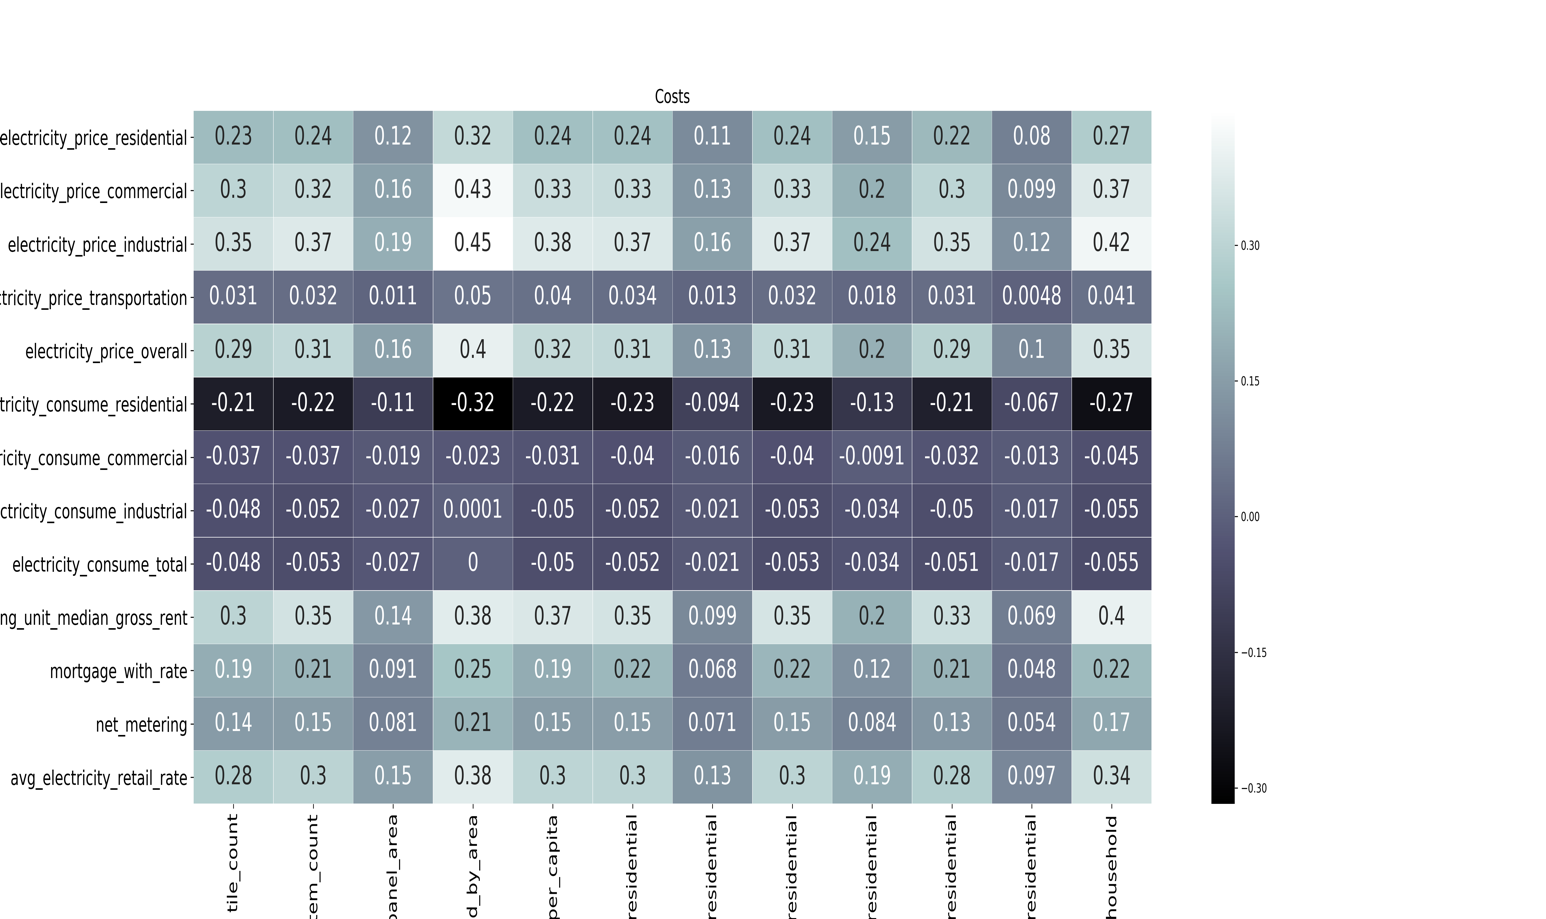 Costs
electricity_price_residential 0.23 0.24 0.12 0.32 0.24 0.24 0.11 0.24 0.15 0.22 0.08 0.27
lectricity_price_commercial 0.3 0.32 0.16 0.43 0.33 0.33 0.13 0.33 0.2 0.3 0.099 0.37
electricity_price_industrial 0.35 0.37 0.19 0.45 0.38 0.37 0.16 0.37 0.24 0.35 0.12 0.42
0.30
ctricity_price_transportation 0.031 0.032 0.011 0.05 0.04 0.034 0.013 0.032 0.018 0.031 0.0048 0.041
electricity_price_overall 0.29 0.31 0.16 0.4 0.32 0.31 0.13 0.31 0.2 0.29 0.1 0.35
0.15
tricity_consume_residential -0.21 -0.22 -0.11 -0.32 -0.22 -0.23 -0.094 -0.23 -0.13 -0.21 -0.067 -0.27
ricity_consume_commercial -0.037 -0.037 -0.019 -0.023 -0.031 -0.04 -0.016 -0.04 -0.0091 -0.032 -0.013 -0.045
ctricity_consume_industrial -0.048 -0.052 -0.027 0.0001 -0.05 -0.052 -0.021 -0.053 -0.034 -0.05 -0.017 -0.055
0.00
electricity_consume_total -0.048 -0.053 -0.027 0 -0.05 -0.052 -0.021 -0.053 -0.034 -0.051 -0.017 -0.055
ng_unit_median_gross_rent 0.3 0.35 0.14 0.38 0.37 0.35 0.099 0.35 0.2 0.33 0.069 0.4
−0.15
mortgage_with_rate 0.19 0.21 0.091 0.25 0.19 0.22 0.068 0.22 0.12 0.21 0.048 0.22
net_metering 0.14 0.15 0.081 0.21 0.15 0.15 0.071 0.15 0.084 0.13 0.054 0.17
avg_electricity_retail_rate 0.28 0.3 0.15 0.38 0.3 0.3 0.13 0.3 0.19 0.28 0.097 0.34
−0.30
tile_count
tem_count
panel_area
d_by_area
per_capita
residential
residential
residential
residential
residential
residential
household